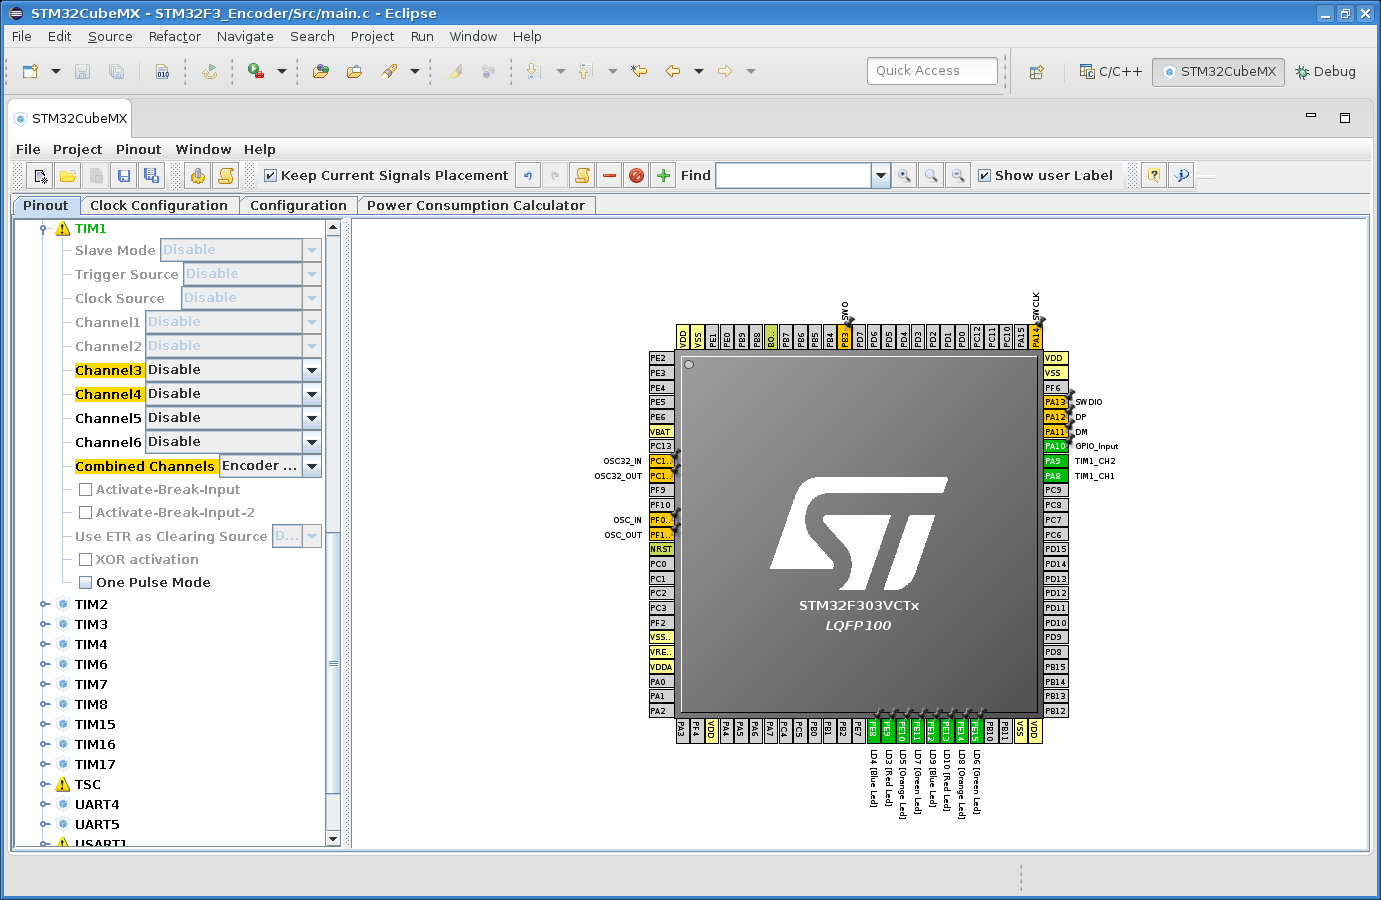 STM32CubeMX - STM32F3_Encoder/Src/main.c - Eclipse
File Edit Source Refactor Navigate Search Project Run Window Help
010
Quick Access
C/C++
STM32CubeMX
Debug
STM32CubeMX
File Project Pinout Window Help
Keep Current Signals Placement
Find
Show user Label
Pinout
Clock Configuration
Configuration
Power Consumption Calculator
TIM1
Slave Mode Disable
Trigger Source Disable
Clock Source Disable
Channel1 Disable
Channel2 Disable
Channel3 Disable
Channel4 Disable
Channel5 Disable
Channel6 Disable
Combined Channels Encoder ...
Activate-Break-Input
Activate-Break-Input-2
Use ETR as Clearing Source D...
XOR activation
One Pulse Mode
TIM2
TIM3
TIM4
TIM6
TIM7
TIM8
TIM15
TIM16
TIM17
TSC
UART4
UART5
USART1
SWO
SWCLK
VDD VSS PE1 PE0 PB9 PB8 BO.. PB7 PB6 PB5 PB4 PB3 PD7 PD6 PD5 PD4 PD3 PD2 PD1 PD0 PC12 PC11 PC10 PA15 PA14
PE2
PE3
PE4
PE5
PE6
VBAT
PC13
OSC32_IN PC1..
OSC32_OUT PC1..
PF9
PF10
OSC_IN PF0..
OSC_OUT PF1..
NRST
PC0
PC1
PC2
PC3
PF2
VSS..
VRE..
VDDA
PA0
PA1
PA2
STM32F303VCTx
LQFP100
VDD
VSS
PF6
PA13 SWDIO
PA12 DP
PA11 DM
PA10 GPIO_Input
PA9 TIM1_CH2
PA8 TIM1_CH1
PC9
PC8
PC7
PC6
PD15
PD14
PD13
PD12
PD11
PD10
PD9
PD8
PB15
PB14
PB13
PB12
PA3 PF4 VDD PA4 PA5 PA6 PA7 PC4 PC5 PB0 PB1 PB2 PE7 PE8 PE9 PE10 PE11 PE12 PE13 PE14 PE15 PB10 PB11 VSS VDD
LD4 [Blue Led]
LD3 [Red Led]
LD5 [Orange Led]
LD7 [Green Led]
LD9 [Blue Led]
LD10 [Red Led]
LD8 [Orange Led]
LD6 [Green Led]